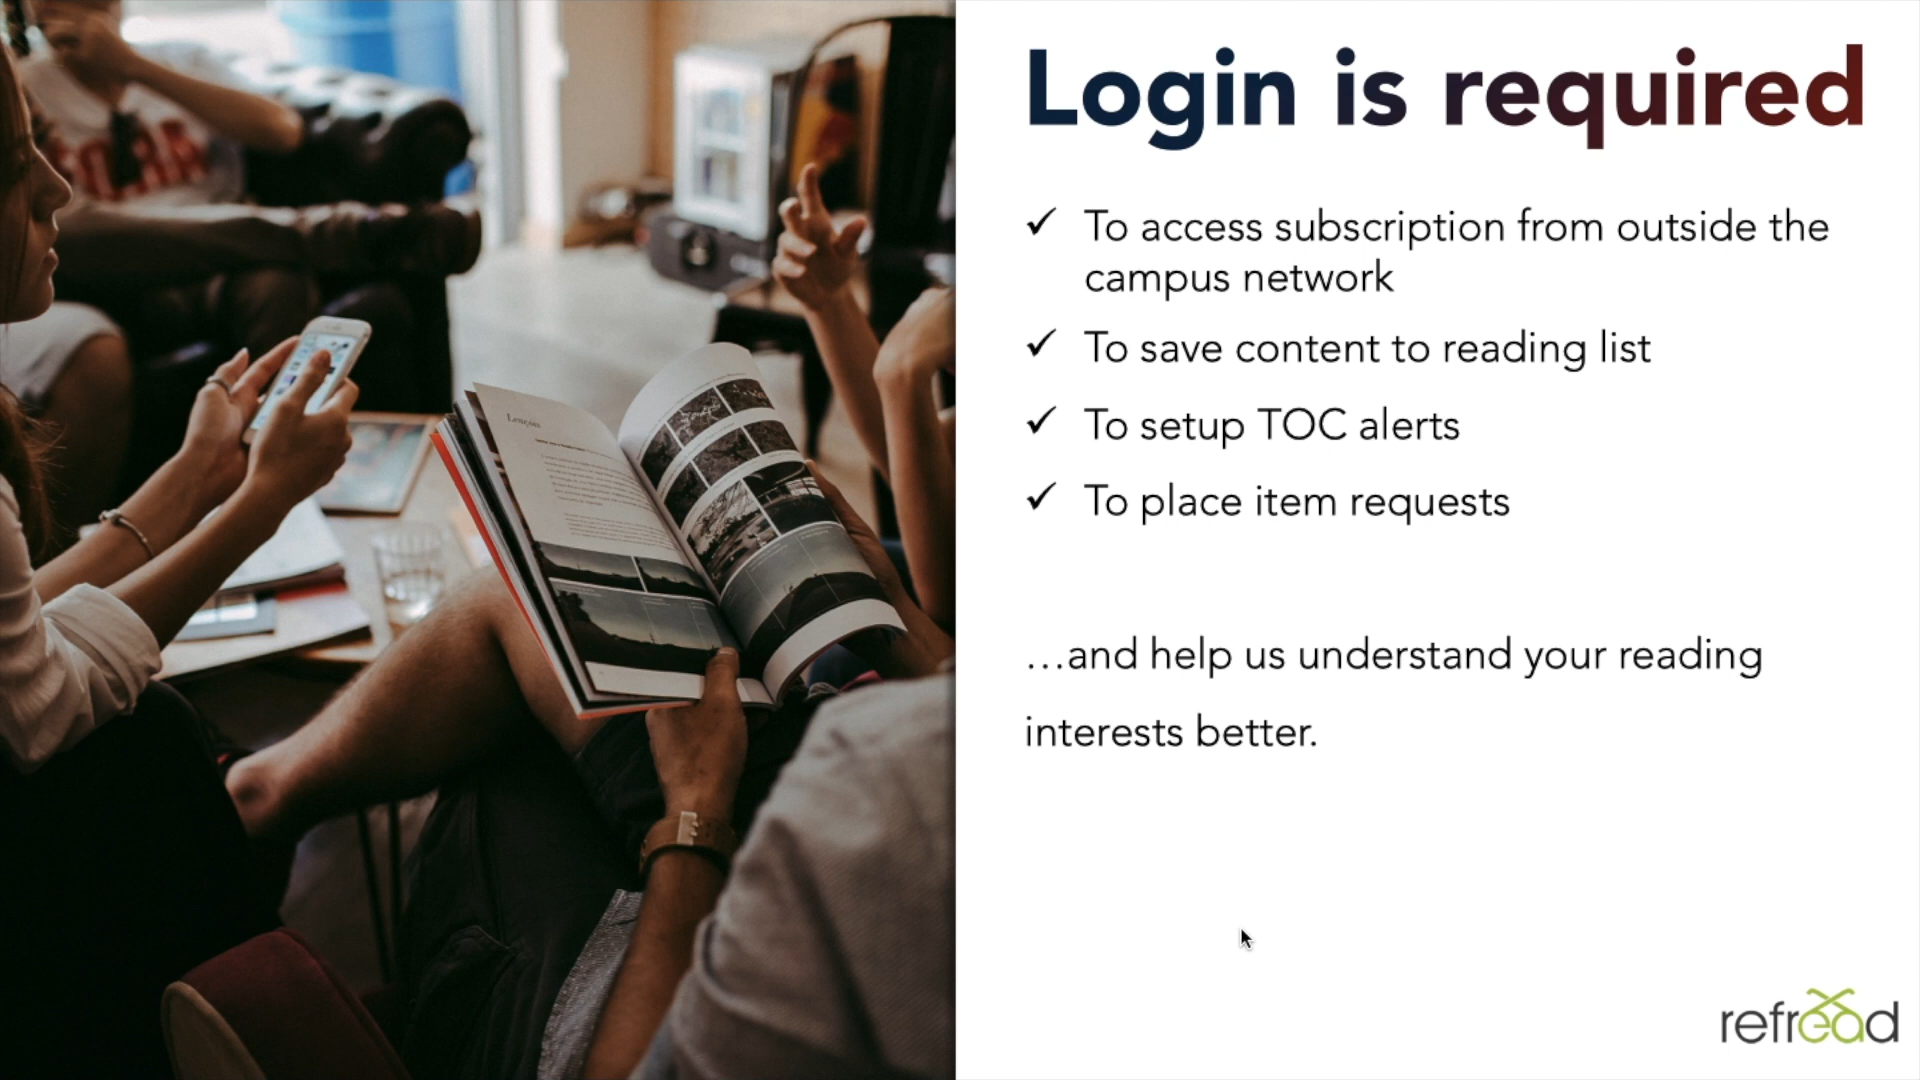 Login is required
✓ To access subscription from outside the
campus network
✓ To save content to reading list
✓ To setup TOC alerts
✓ To place item requests
…and help us understand your reading
interests better.
refread